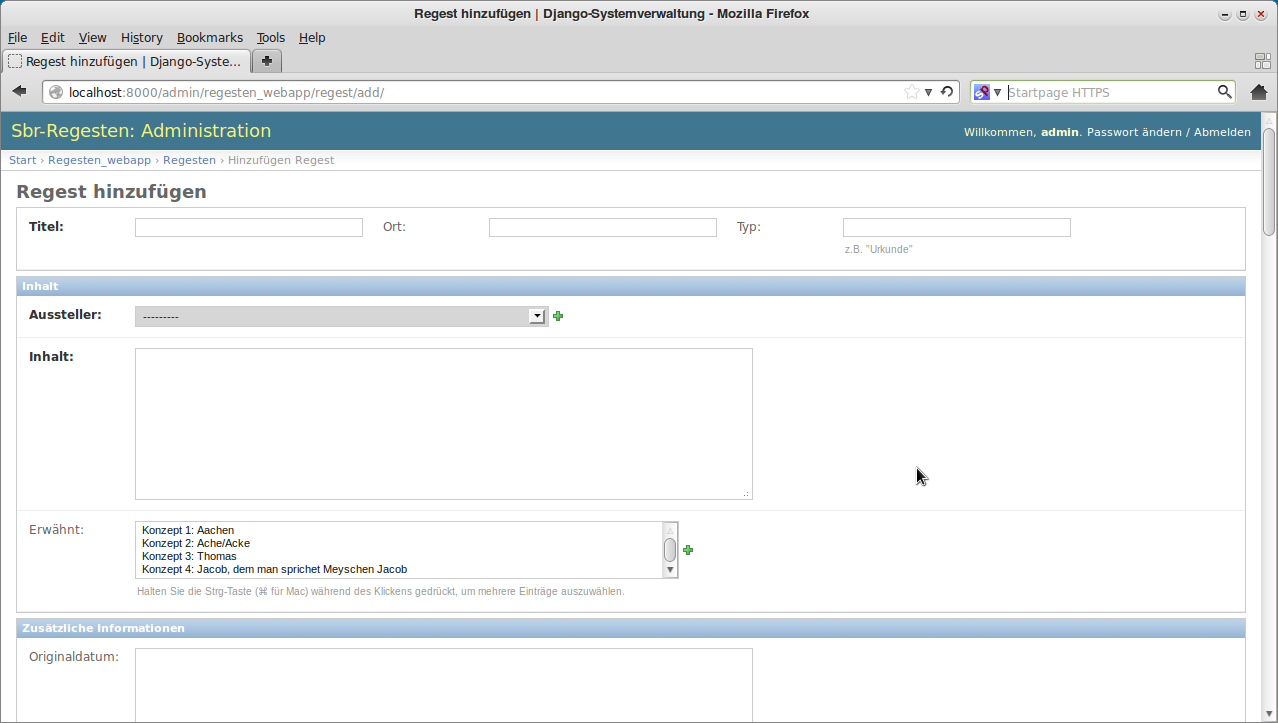 Regest hinzufügen | Django-Systemverwaltung - Mozilla Firefox
File Edit View History Bookmarks Tools Help
Regest hinzufügen | Django-Syste...
localhost:8000/admin/regesten_webapp/regest/add/ Startpage HTTPS
Sbr-Regesten: Administration Willkommen, admin. Passwort ändern / Abmelden
Start › Regesten_webapp › Regesten › Hinzufügen Regest
Regest hinzufügen
Titel: Ort: Typ:
z.B. "Urkunde"
Inhalt
Aussteller: ---------
Inhalt:
Erwähnt: Konzept 1: Aachen
Konzept 2: Ache/Acke
Konzept 3: Thomas
Konzept 4: Jacob, dem man sprichet Meyschen Jacob
Halten Sie die Strg-Taste (⌘ für Mac) während des Klickens gedrückt, um mehrere Einträge auszuwählen.
Zusätzliche Informationen
Originaldatum: